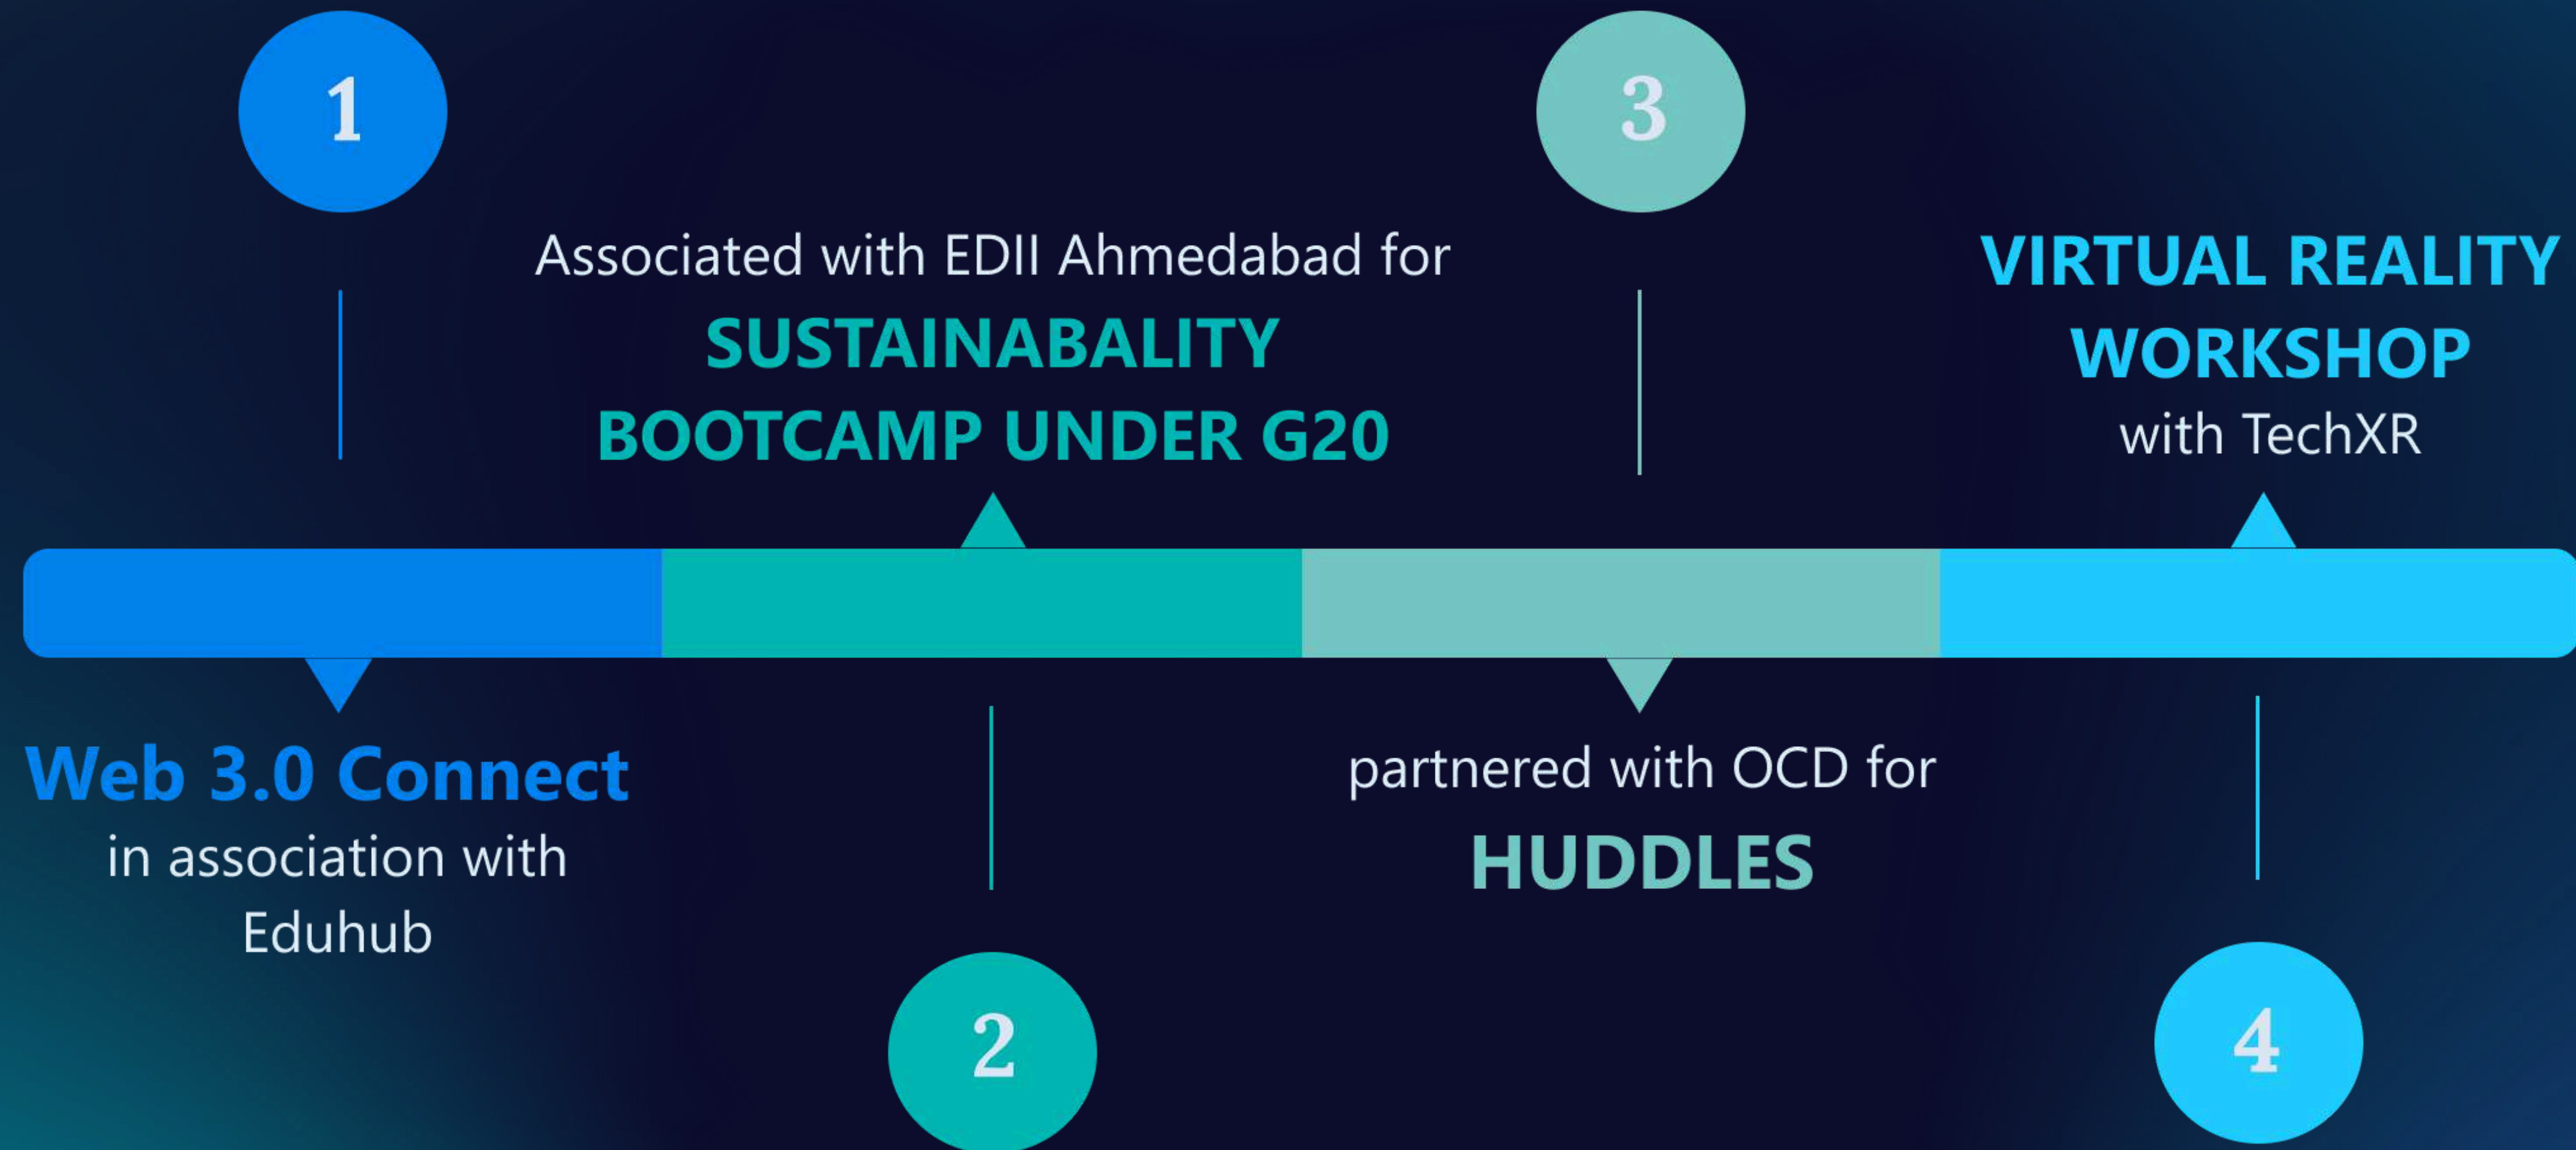 1
Web 3.0 Connect
in association with
Eduhub
Associated with EDII Ahmedabad for
SUSTAINABALITY
BOOTCAMP UNDER G20
2
3
partnered with OCD for
HUDDLES
VIRTUAL REALITY
WORKSHOP
with TechXR
4